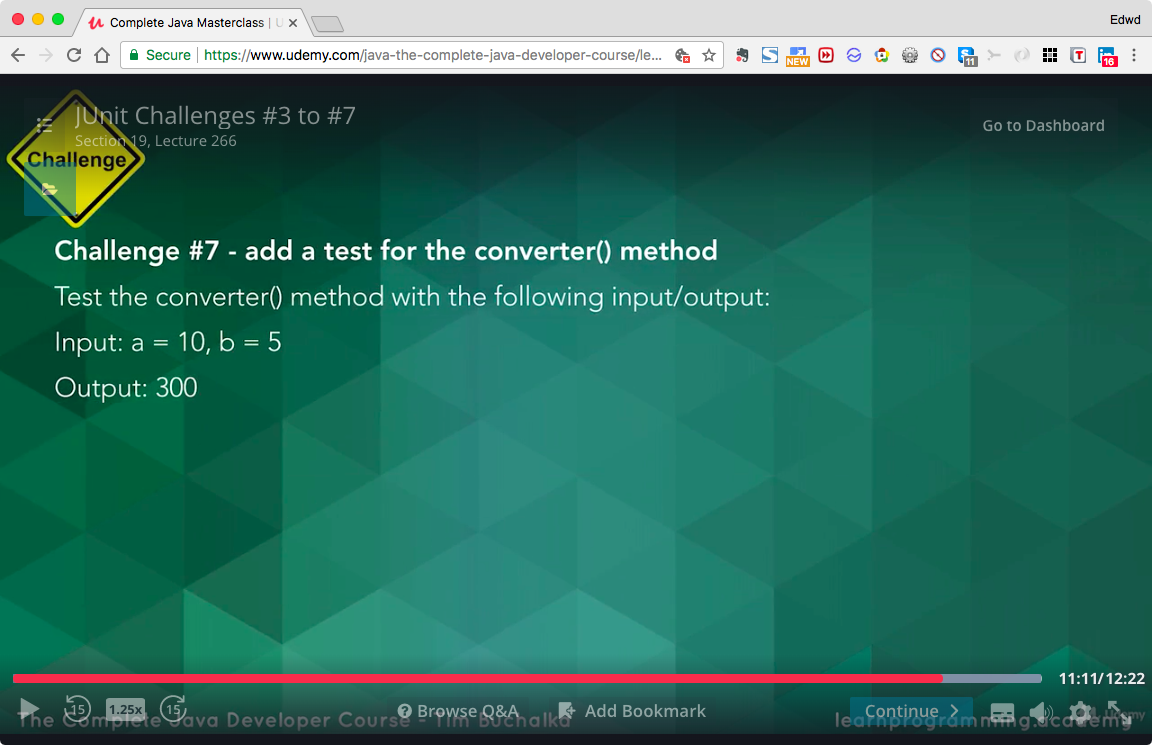 Complete Java Masterclass | U
Edwd
Secure
https://www.udemy.com/java-the-complete-java-developer-course/le...
NEW
11
T
16
JUnit Challenges #3 to #7
Section 19, Lecture 266
Go to Dashboard
Challenge
Challenge #7 - add a test for the converter() method
Test the converter() method with the following input/output:
Input: a = 10, b = 5
Output: 300
11:11/12:22
15
1.25x
15
Browse Q&A
Add Bookmark
Continue
The Complete Java Developer Course - Tim Buchalka
learnprogramming.academy
Udemy